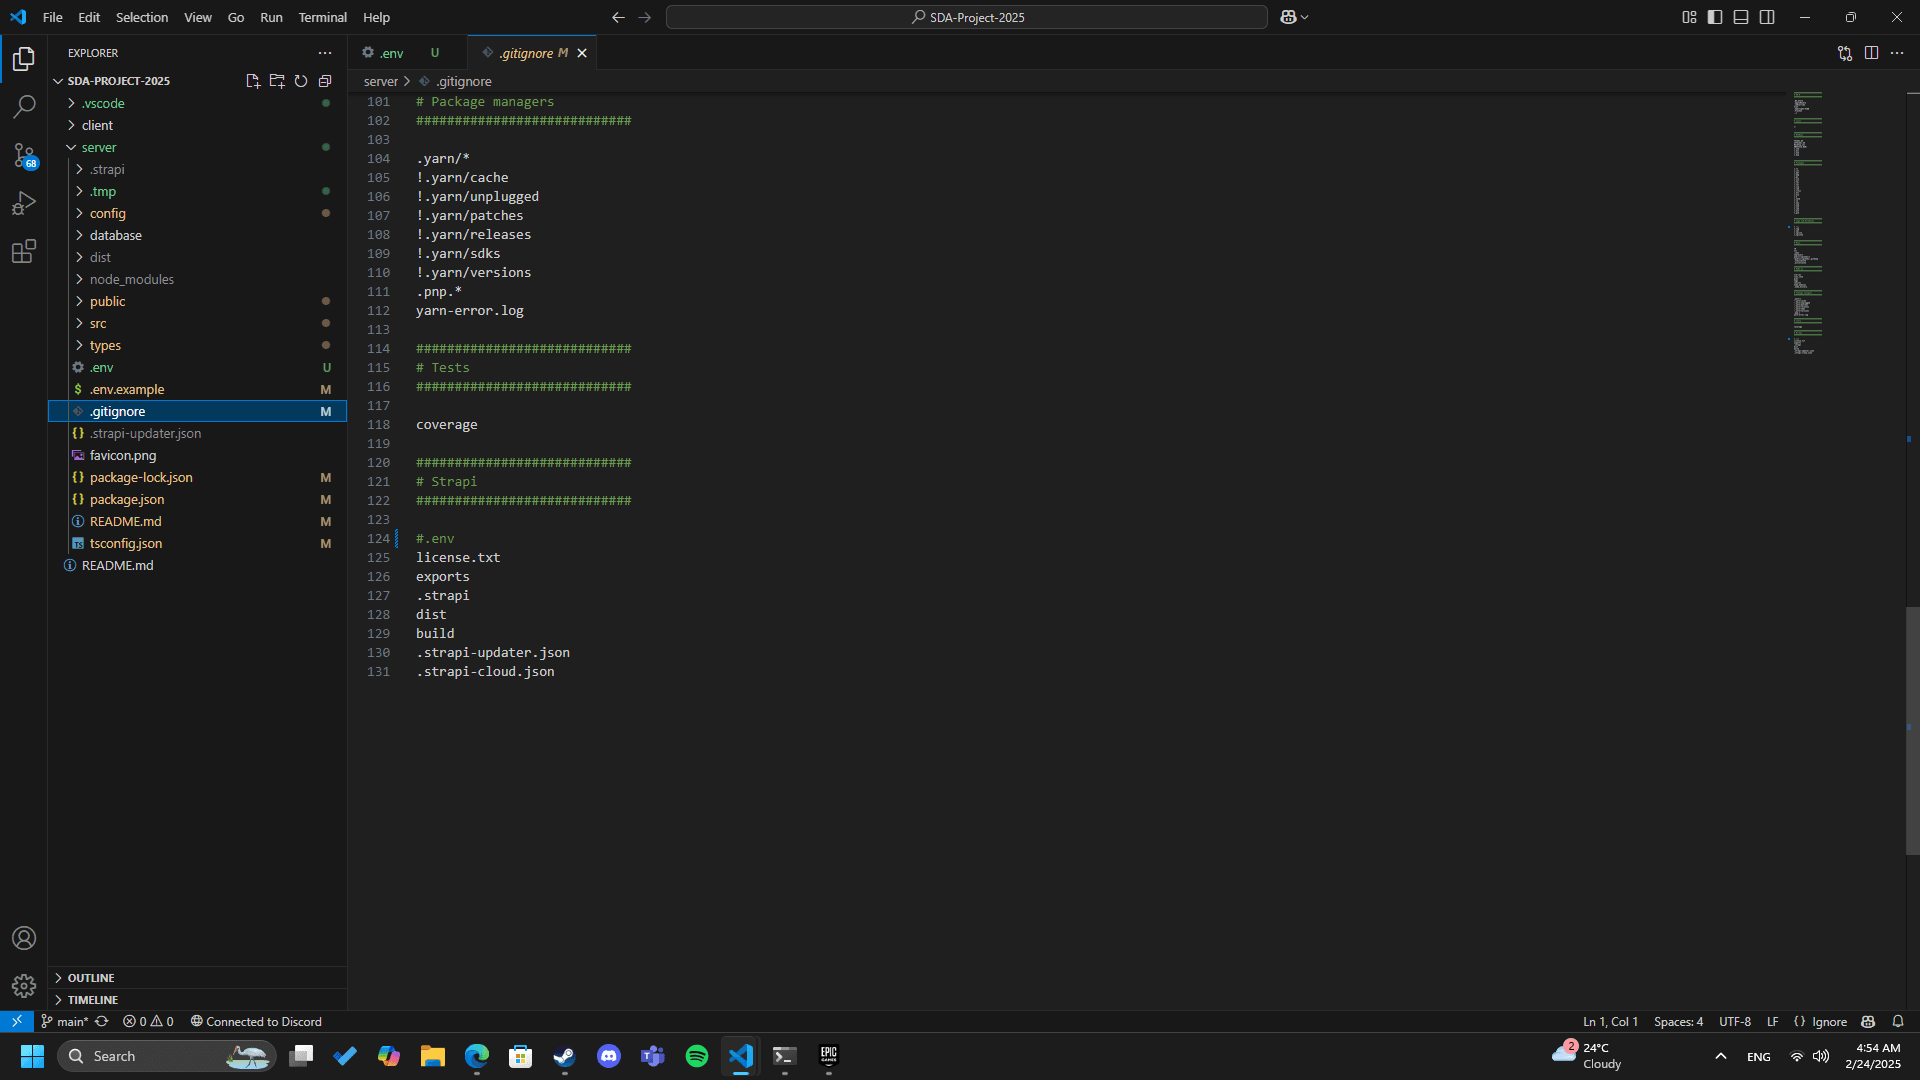 File Edit Selection View Go Run Terminal Help
SDA-Project-2025
EXPLORER
.env U
.gitignore M
SDA-PROJECT-2025
server > .gitignore
.vscode
client
server
.strapi
.tmp
config
database
dist
node_modules
public
src
types
.env U
.env.example M
.gitignore M
.strapi-updater.json
favicon.png
package-lock.json M
package.json M
README.md M
tsconfig.json M
README.md
68
101 # Package managers
102 ############################
103
104 .yarn/*
105 !.yarn/cache
106 !.yarn/unplugged
107 !.yarn/patches
108 !.yarn/releases
109 !.yarn/sdks
110 !.yarn/versions
111 .pnp.*
112 yarn-error.log
113
114 ############################
115 # Tests
116 ############################
117
118 coverage
119
120 ############################
121 # Strapi
122 ############################
123
124 #.env
125 license.txt
126 exports
127 .strapi
128 dist
129 build
130 .strapi-updater.json
131 .strapi-cloud.json
OUTLINE
TIMELINE
main* 0 0 Connected to Discord
Ln 1, Col 1 Spaces: 4 UTF-8 LF {} Ignore
Search
EPIC GAMES
2
24°C
Cloudy
ENG
4:54 AM
2/24/2025